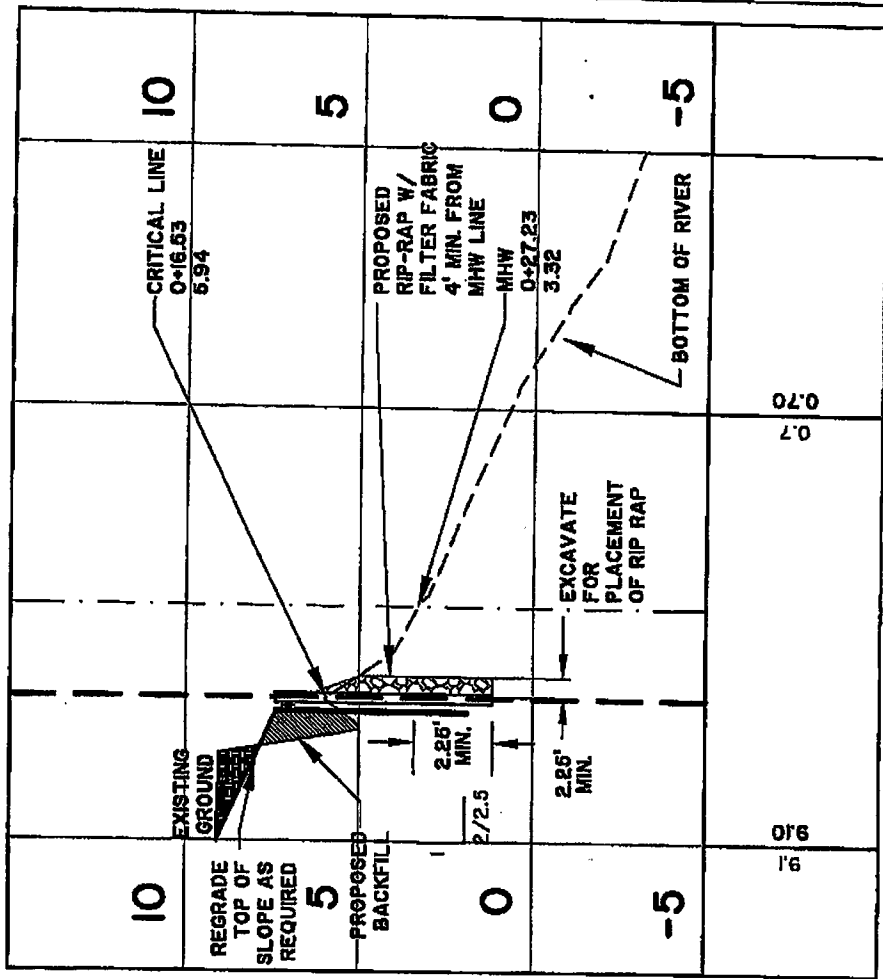 10
5
0
-5
EXISTING
GROUND
REGRADE
TOP OF
SLOPE AS
REQUIRED
PROPOSED
BACKFILL
2.25'
MIN.
2/2.5
2.25'
MIN.
EXCAVATE
FOR
PLACEMENT
OF RIP RAP
CRITICAL LINE
0+16.63
5.94
PROPOSED
RIP-RAP W/
FILTER FABRIC
4' MIN. FROM
MHW LINE
MHW
0+27.23
3.32
BOTTOM OF RIVER
10
5
0
-5
9.10
9.1
0.70
0.7